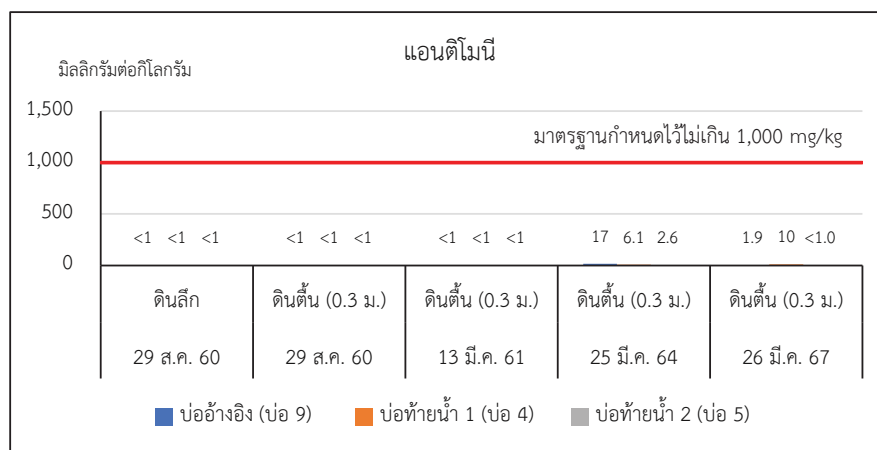 แอนติโมนี
มิลลิกรัมต่อกิโลกรัม
1,500
มาตรฐานกำหนดไว้ไม่เกิน 1,000 mg/kg
1,000
500
<1 <1 <1 <1 <1 <1 <1 <1 <1 17 6.1 2.6 1.9 10 <1.0
0
ดินลึก ดินตื้น (0.3 ม.) ดินตื้น (0.3 ม.) ดินตื้น (0.3 ม.) ดินตื้น (0.3 ม.)
29 ส.ค. 60 29 ส.ค. 60 13 มี.ค. 61 25 มี.ค. 64 26 มี.ค. 67
บ่ออ้างอิง (บ่อ 9) บ่อท้ายน้ำ 1 (บ่อ 4) บ่อท้ายน้ำ 2 (บ่อ 5)